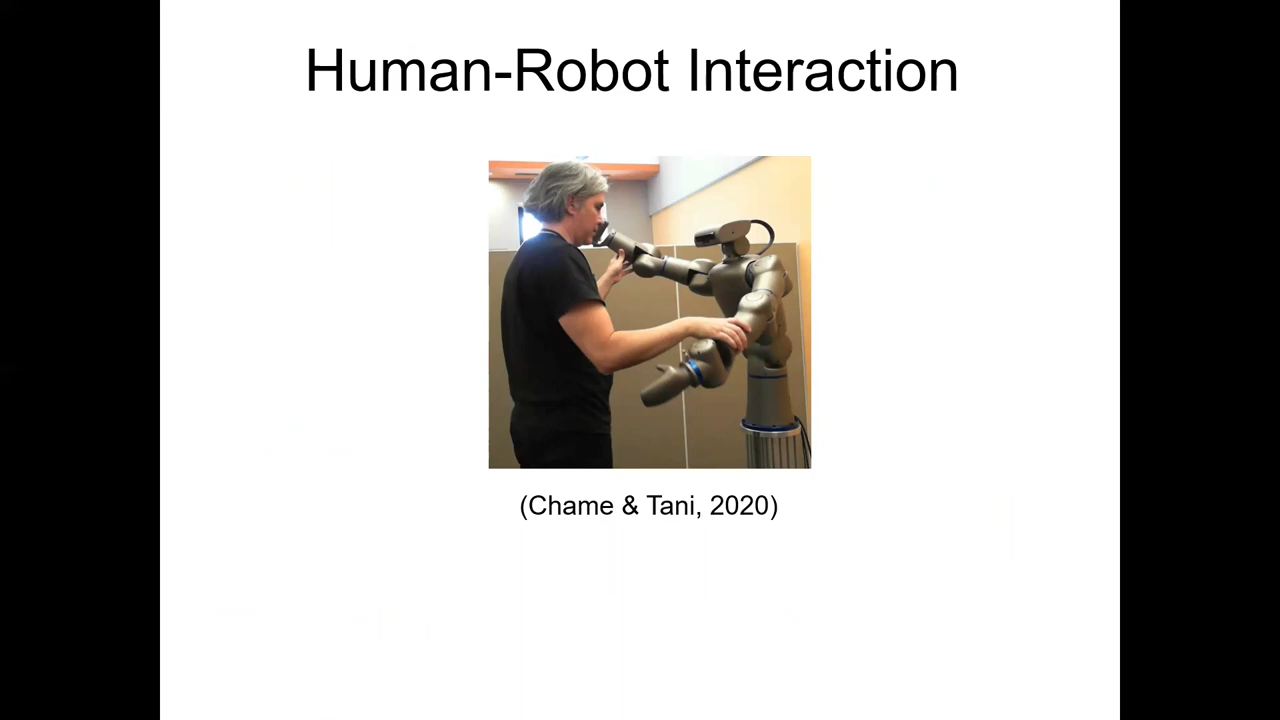 Human-Robot Interaction
(Chame & Tani, 2020)